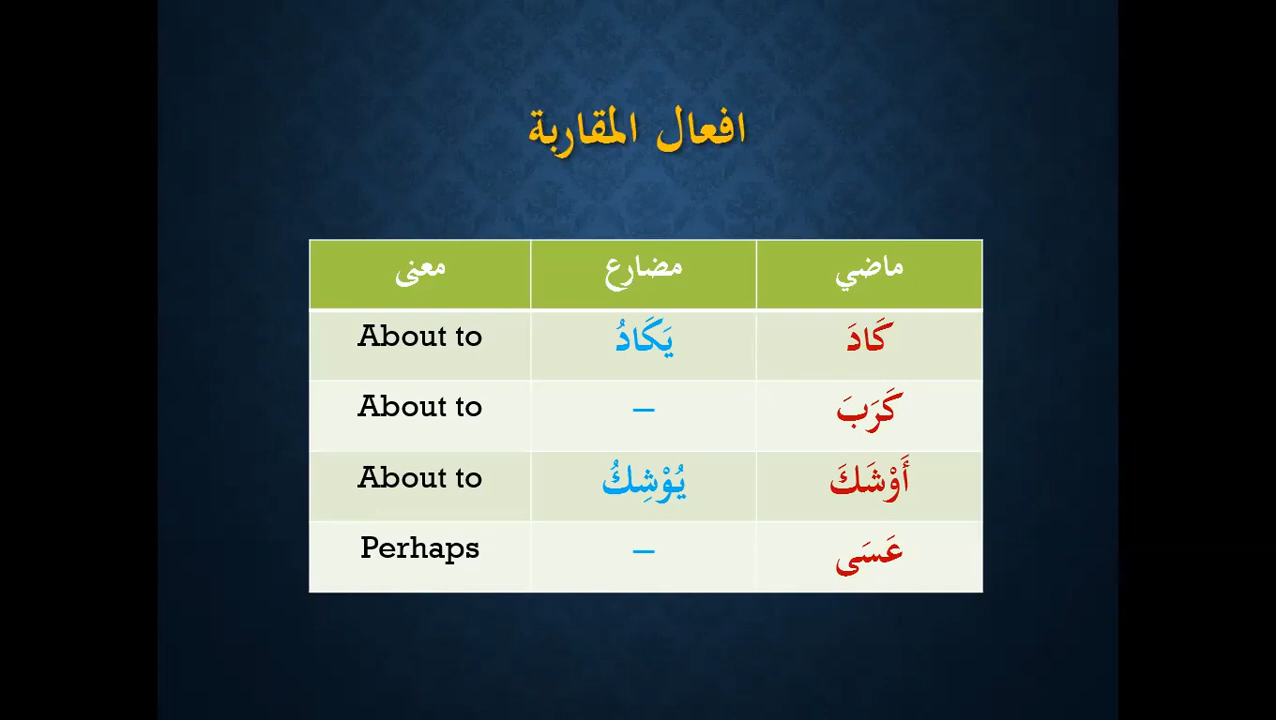 افعال المقاربة
ماضي مضارع معنى
كَادَ يَكَادُ About to
كَرَبَ – About to
أَوْشَكَ يُوْشِكُ About to
عَسَى – Perhaps